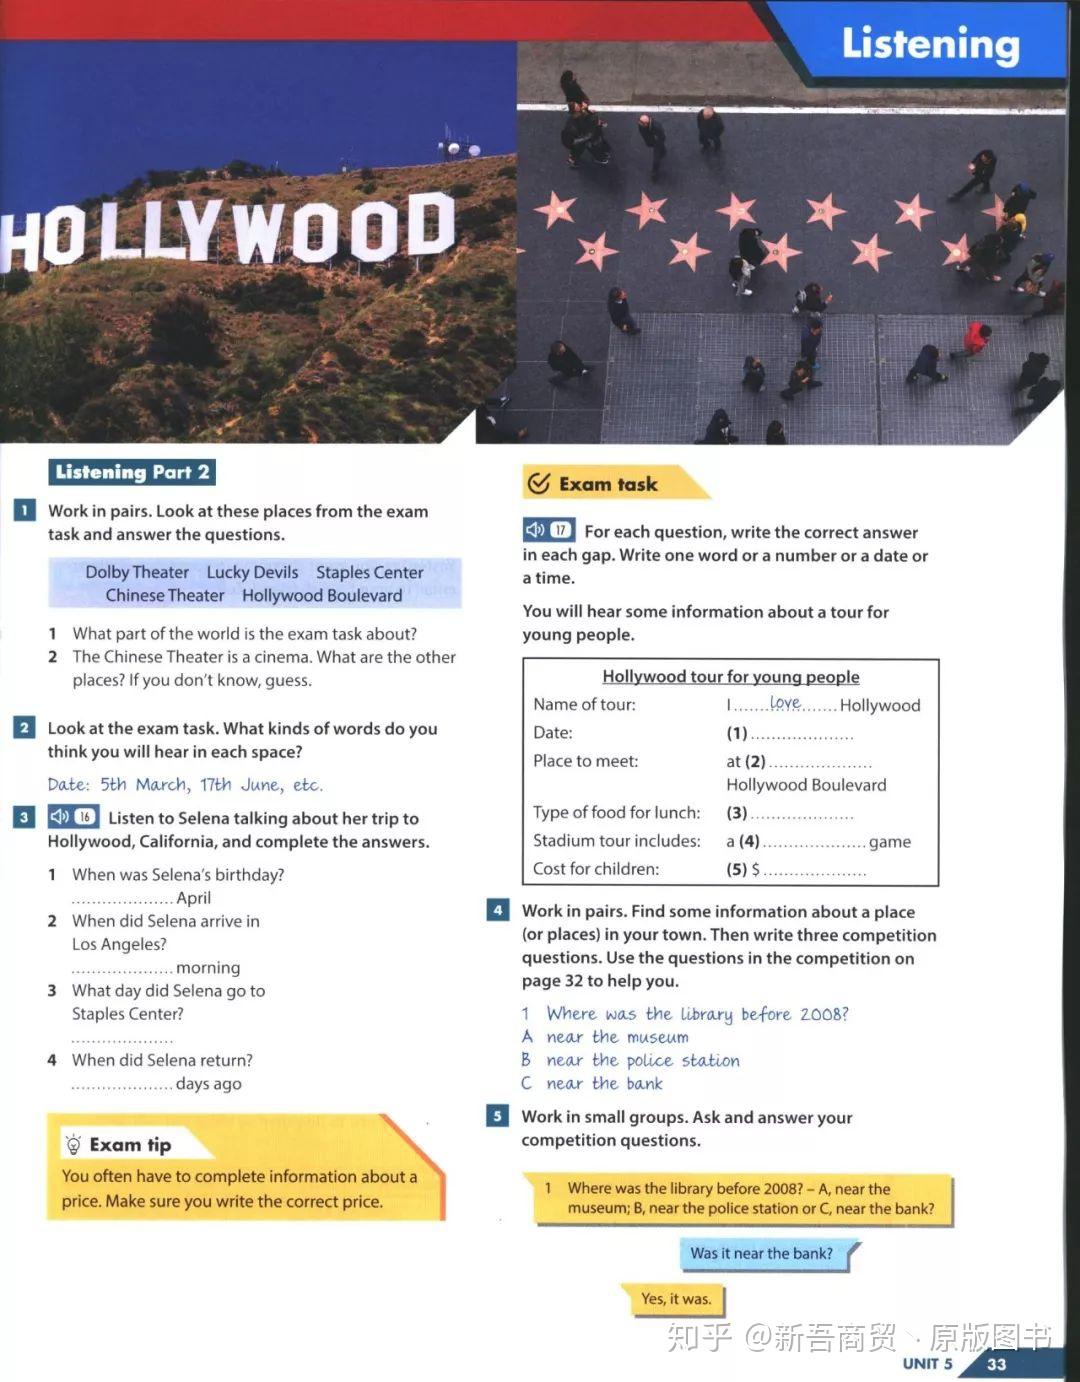 Listening
HOLLYWOOD
Listening Part 2
1 Work in pairs. Look at these places from the exam
task and answer the questions.
Dolby Theater Lucky Devils Staples Center
Chinese Theater Hollywood Boulevard
1 What part of the world is the exam task about?
2 The Chinese Theater is a cinema. What are the other
places? If you don't know, guess.
2 Look at the exam task. What kinds of words do you
think you will hear in each space?
Date: 5th March, 17th June, etc.
3 16 Listen to Selena talking about her trip to
Hollywood, California, and complete the answers.
1 When was Selena's birthday?
.................... April
2 When did Selena arrive in
Los Angeles?
.................... morning
3 What day did Selena go to
Staples Center?
....................
4 When did Selena return?
.................... days ago
Exam tip
You often have to complete information about a
price. Make sure you write the correct price.
Exam task
17 For each question, write the correct answer
in each gap. Write one word or a number or a date or
a time.
You will hear some information about a tour for
young people.
Hollywood tour for young people
Name of tour: I.......love.......Hollywood
Date: (1)....................
Place to meet: at (2)....................
Hollywood Boulevard
Type of food for lunch: (3)....................
Stadium tour includes: a (4)....................game
Cost for children: (5) $....................
4 Work in pairs. Find some information about a place
(or places) in your town. Then write three competition
questions. Use the questions in the competition on
page 32 to help you.
1 Where was the library before 2008?
A near the museum
B near the police station
C near the bank
5 Work in small groups. Ask and answer your
competition questions.
1 Where was the library before 2008? – A, near the
museum; B, near the police station or C, near the bank?
Was it near the bank?
Yes, it was.
知乎 @新吾商贸丶原版图书
UNIT 5 33